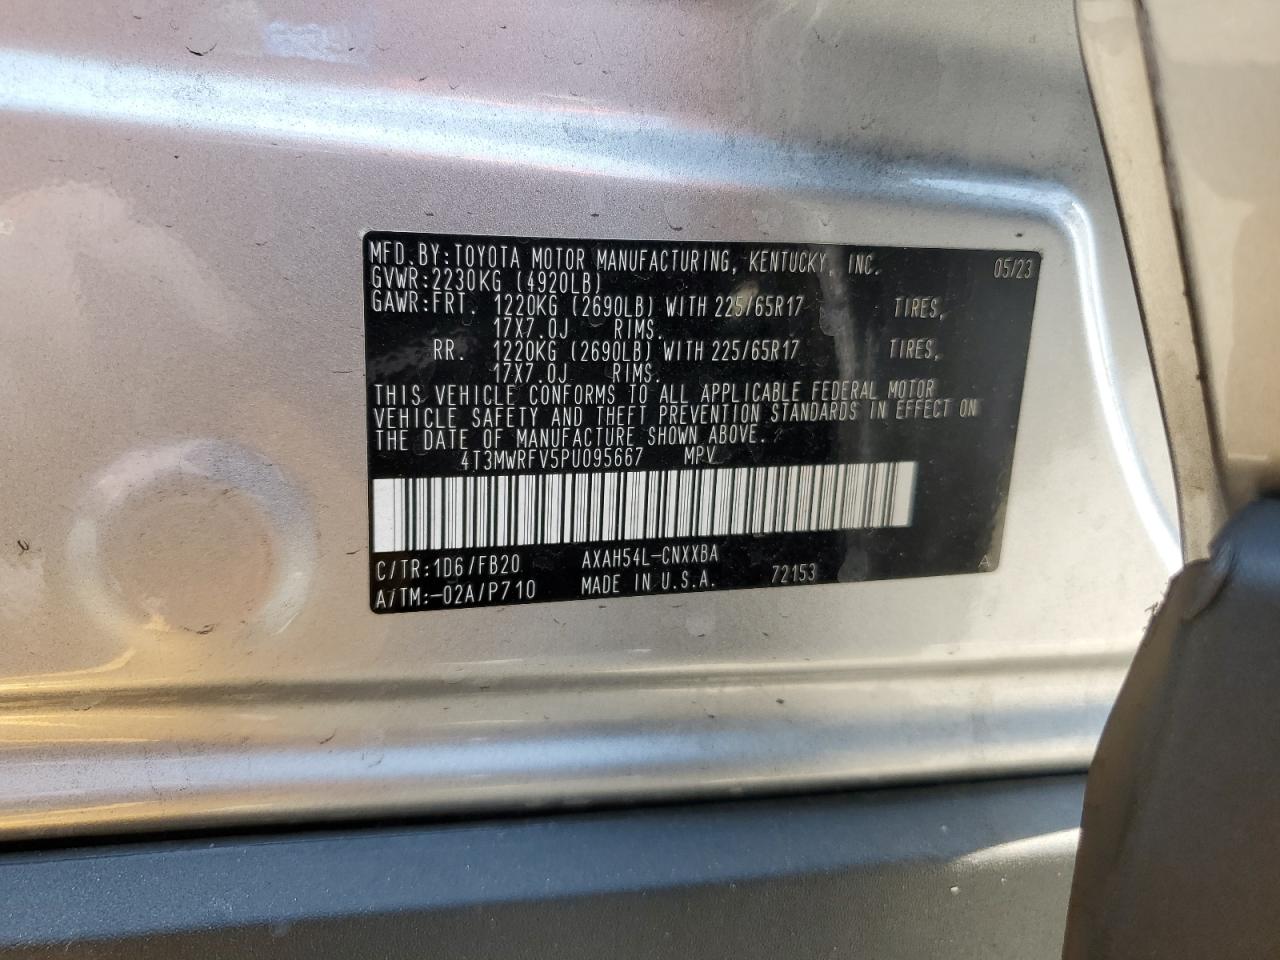 MFD.BY:TOYOTA MOTOR MANUFACTURING, KENTUCKY, INC. 05/23
GVWR:2230KG (4920LB)
GAWR:FRT. 1220KG (2690LB) WITH 225/65R17 TIRES,
17X7.0J RIMS.
RR. 1220KG (2690LB) WITH 225/65R17 TIRES,
17X7.0J RIMS.
THIS VEHICLE CONFORMS TO ALL APPLICABLE FEDERAL MOTOR
VEHICLE SAFETY AND THEFT PREVENTION STANDARDS IN EFFECT ON
THE DATE OF MANUFACTURE SHOWN ABOVE.
4T3MWRFV5PU095667 MPV
C/TR:1D6/FB20 AXAH54L-CNXXBA A
A/TM:-02A/P710 MADE IN U.S.A. 72153